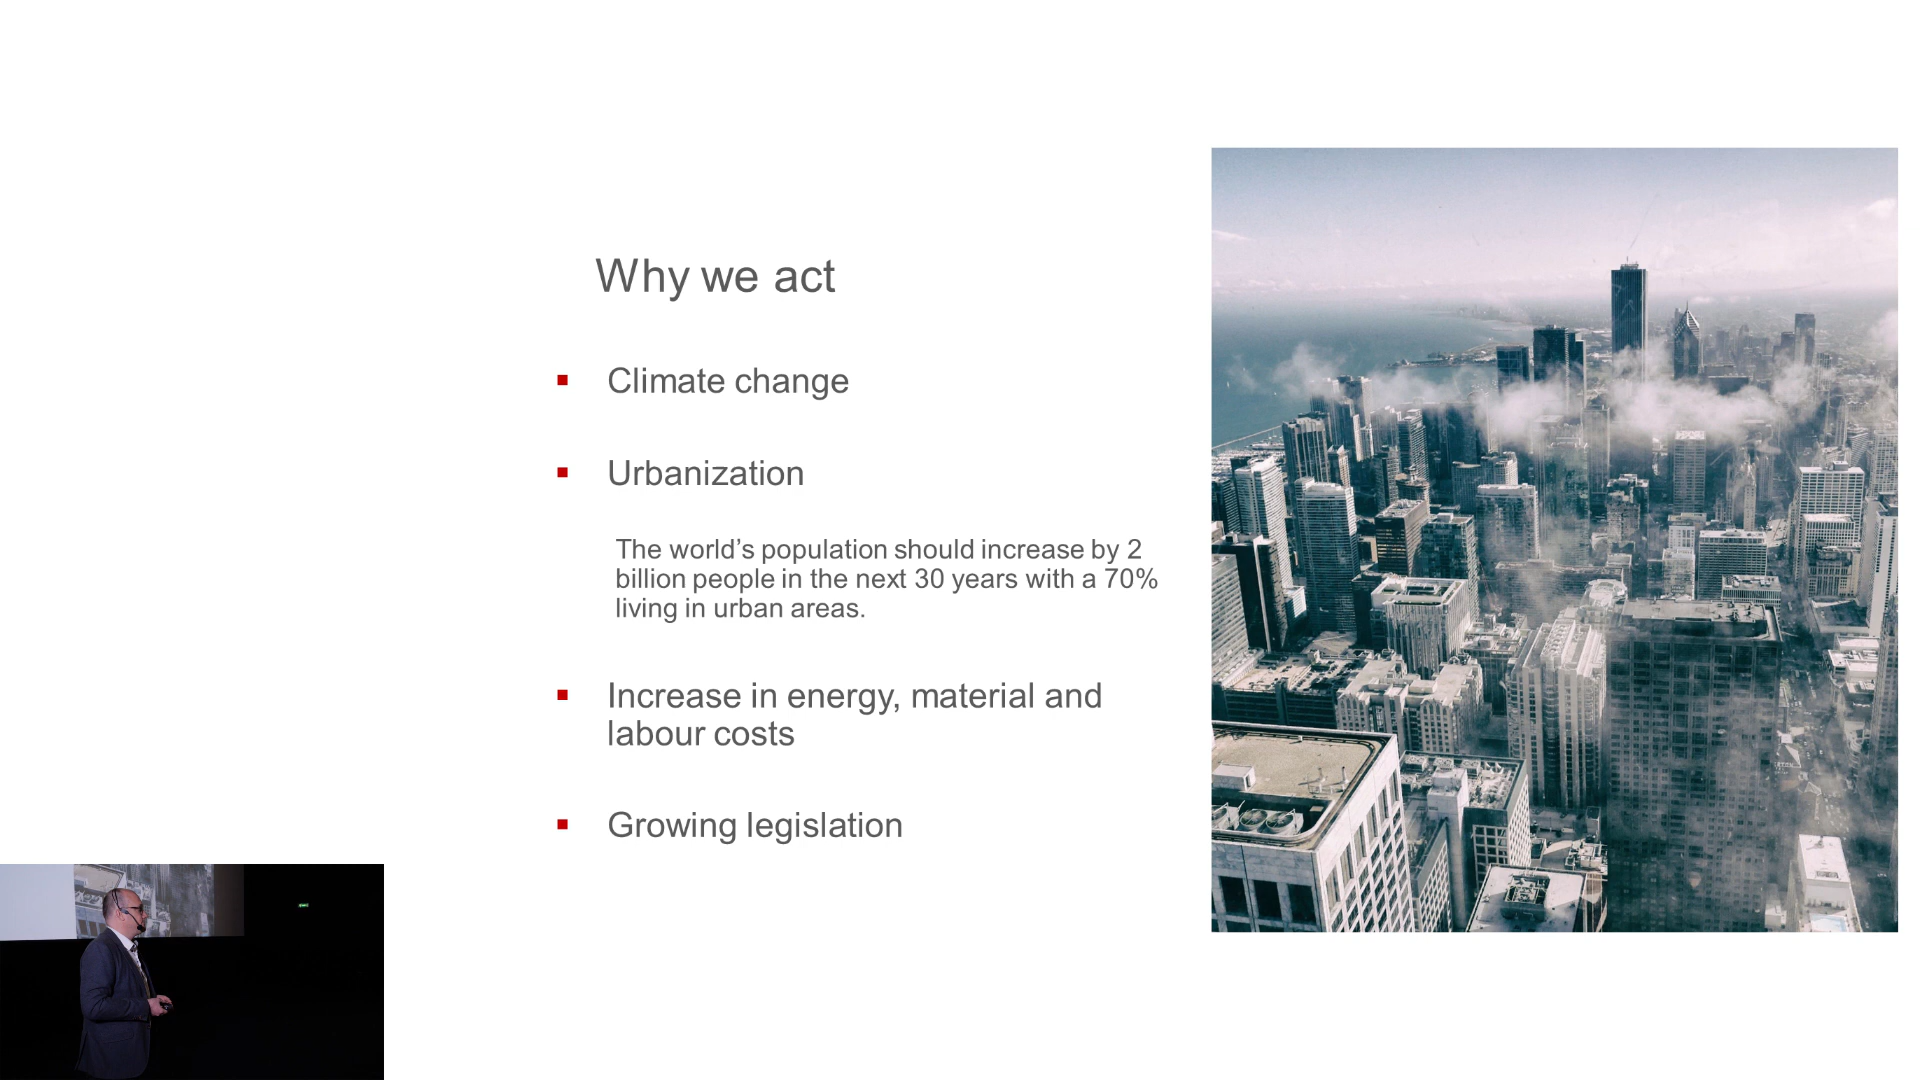 Why we act
▪ Climate change
▪ Urbanization
The world’s population should increase by 2
billion people in the next 30 years with a 70%
living in urban areas.
▪ Increase in energy, material and
labour costs
▪ Growing legislation